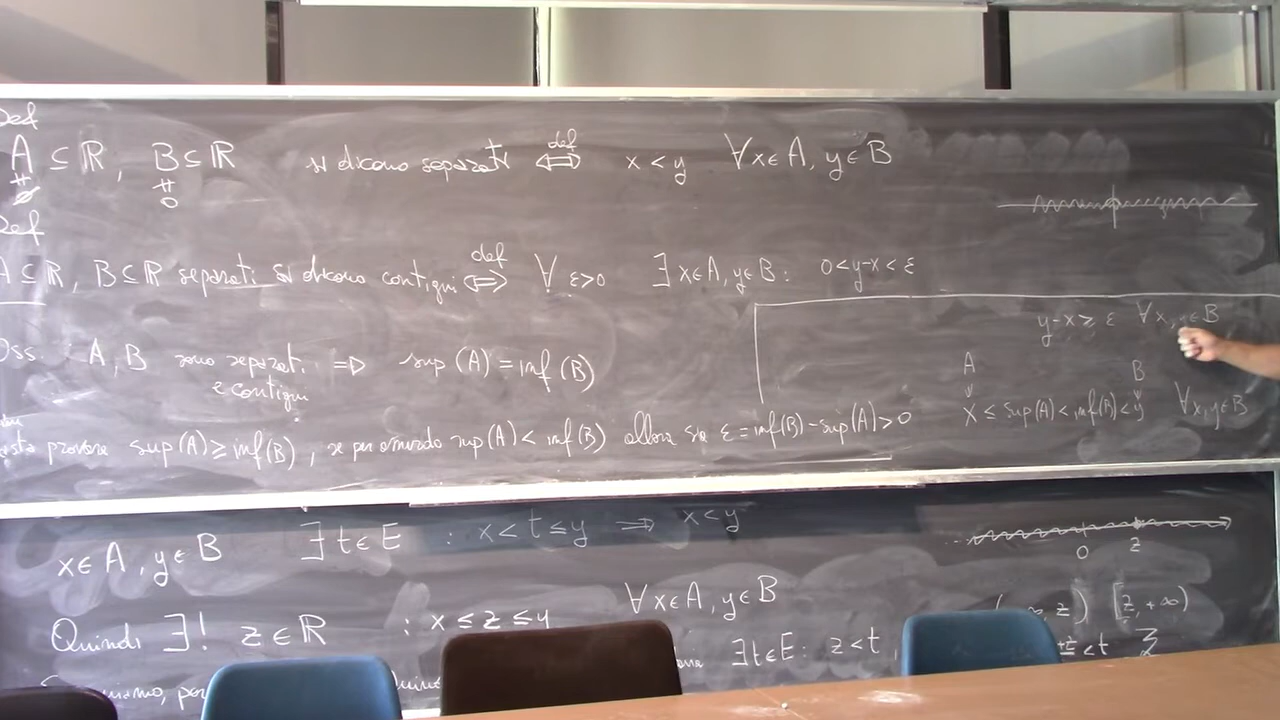 Def
A ⊆ ℝ, B ⊆ ℝ si dicono separati ⇔ def x < y ∀x∈A, y∈B
≠ ≠
∅ ∅
Def
A ⊆ ℝ, B ⊆ ℝ separati si dicono contigui ⇔ def ∀ ε>0 ∃ x∈A, y∈B : 0<y-x<ε
y-x ≥ ε ∀x, y∈B
Oss. A, B sono separati e contigui ⇒ sup(A) = inf(B)
A B
x ≤ sup(A) < inf(B) < y ∀x, y∈B
provare sup(A) ≥ inf(B), se per assurdo sup(A) < inf(B) allora sia ε = inf(B) - sup(A) > 0
x∈A, y∈B ∃ t∈E : x < t ≤ y ⇒ x < y
0 z
Quindi ∃! z∈ℝ : x ≤ z ≤ y ∀x∈A, y∈B
, z) [z, +∞)
∃t∈E : z < t, < t